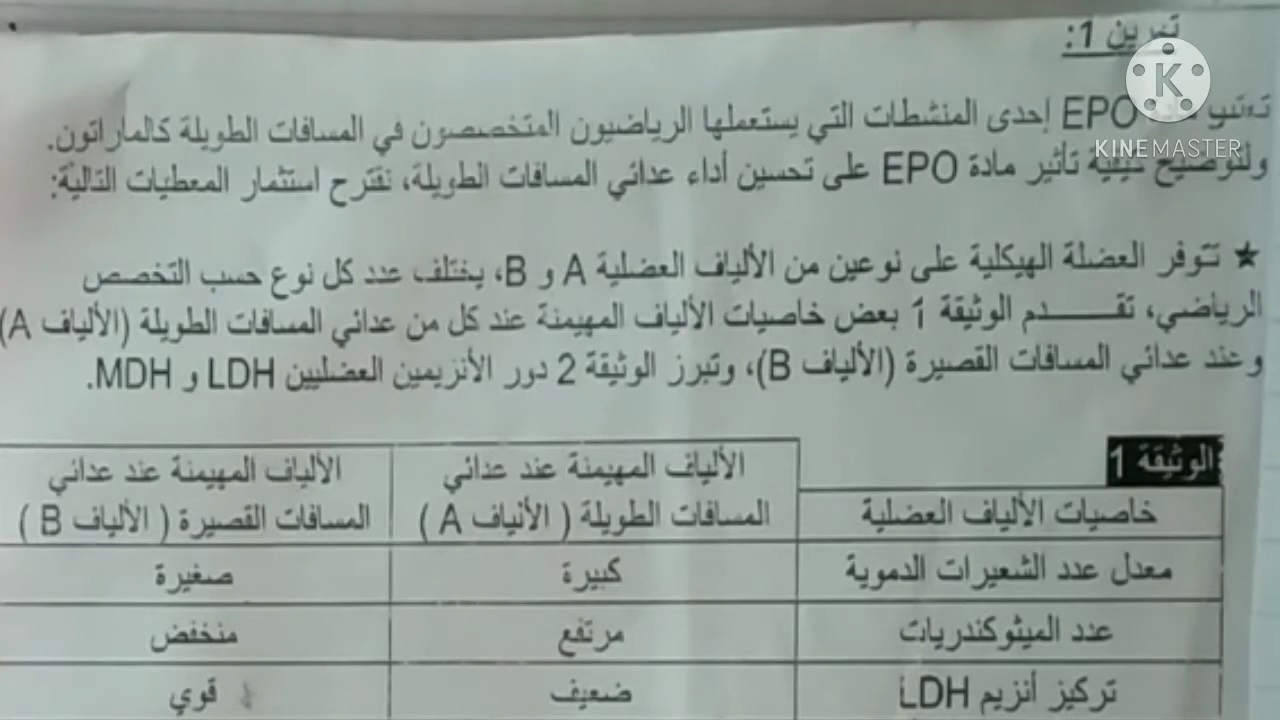 تمرين 1:
KINEMASTER
EPO إحدى المنشطات التي يستعملها الرياضيون المتخصصون في المسافات الطويلة كالماراتون.
ولتوضيح كيفية تأثير مادة EPO على تحسين أداء عدائي المسافات الطويلة، نقترح استثمار المعطيات التالية:
★ تتوفر العضلة الهيكلية على نوعين من الألياف العضلية A و B، يختلف عدد كل نوع حسب التخصص
الرياضي، تقـــدم الوثيقة 1 بعض خاصيات الألياف المهيمنة عند كل من عدائي المسافات الطويلة (الألياف A)
وعند عدائي المسافات القصيرة (الألياف B)، وتبرز الوثيقة 2 دور الأنزيمين العضليين LDH و MDH.
الوثيقة 1
خاصيات الألياف العضلية
الألياف المهيمنة عند عدائي
المسافات الطويلة ( الألياف A )
الألياف المهيمنة عند عدائي
المسافات القصيرة ( الألياف B )
معدل عدد الشعيرات الدموية كبيرة صغيرة
عدد الميثوكندريات مرتفع منخفض
تركيز أنزيم LDH ضعيف قوي